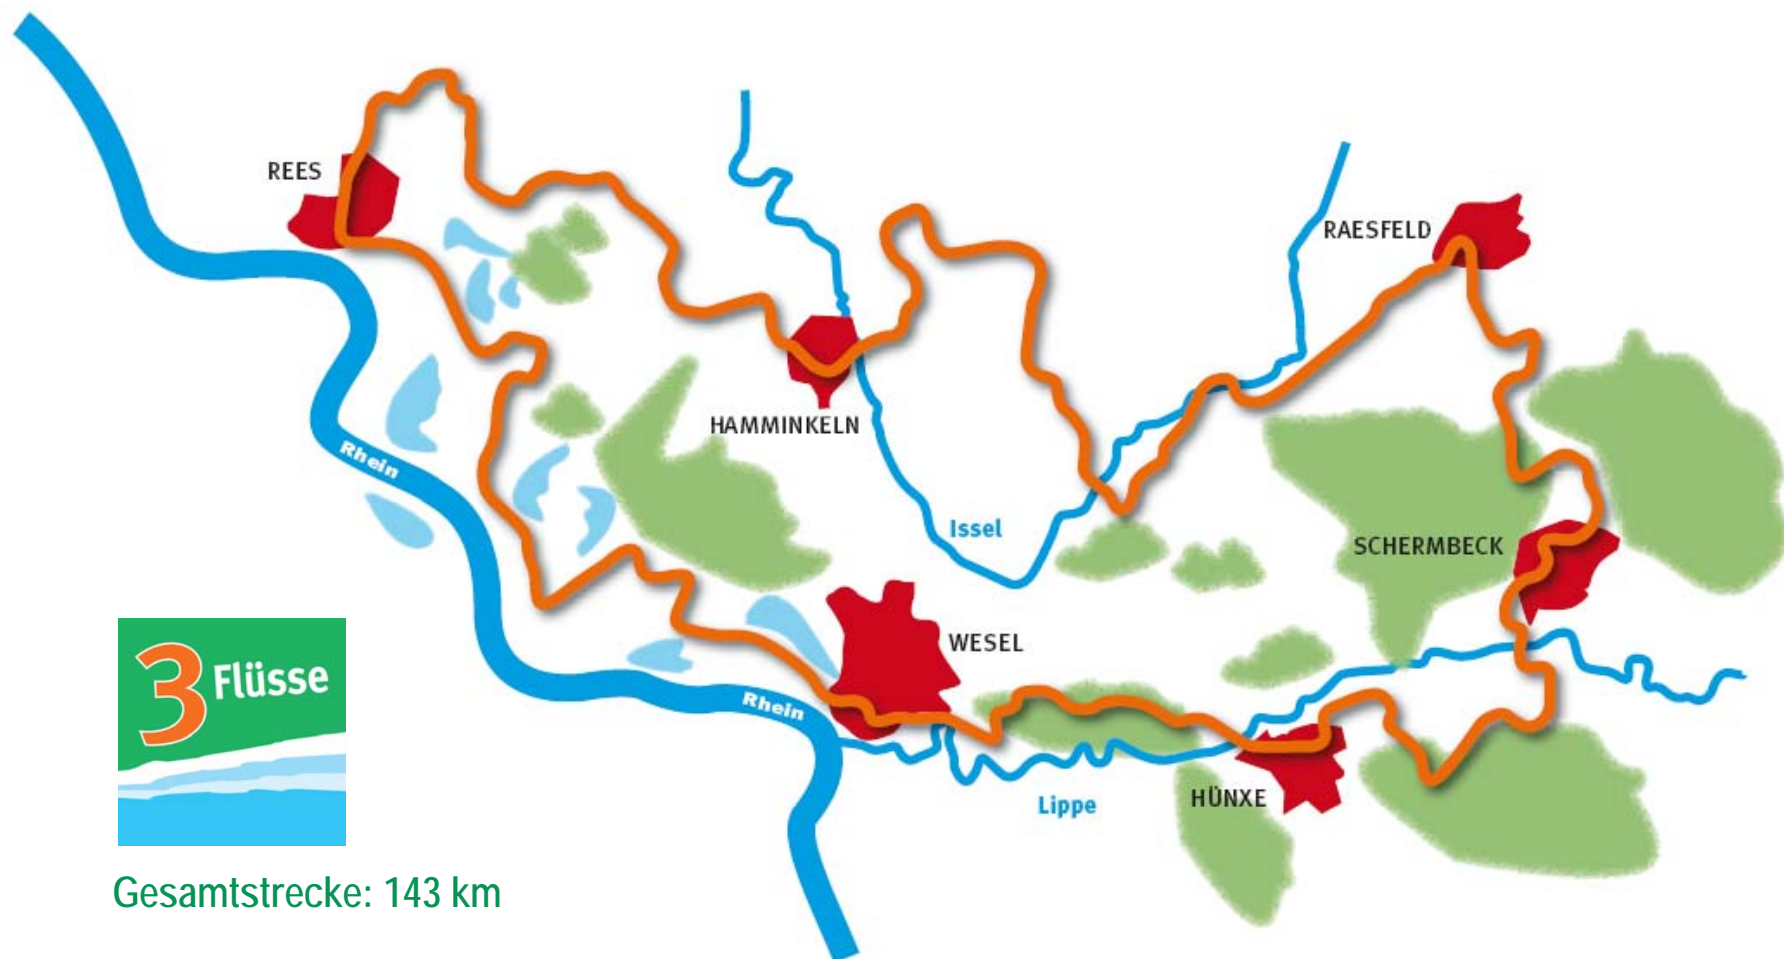 REES
RAESFELD
HAMMINKELN
Rhein
Issel
SCHERMBECK
WESEL
3 Flüsse
Rhein
HÜNXE
Lippe
Gesamtstrecke: 143 km